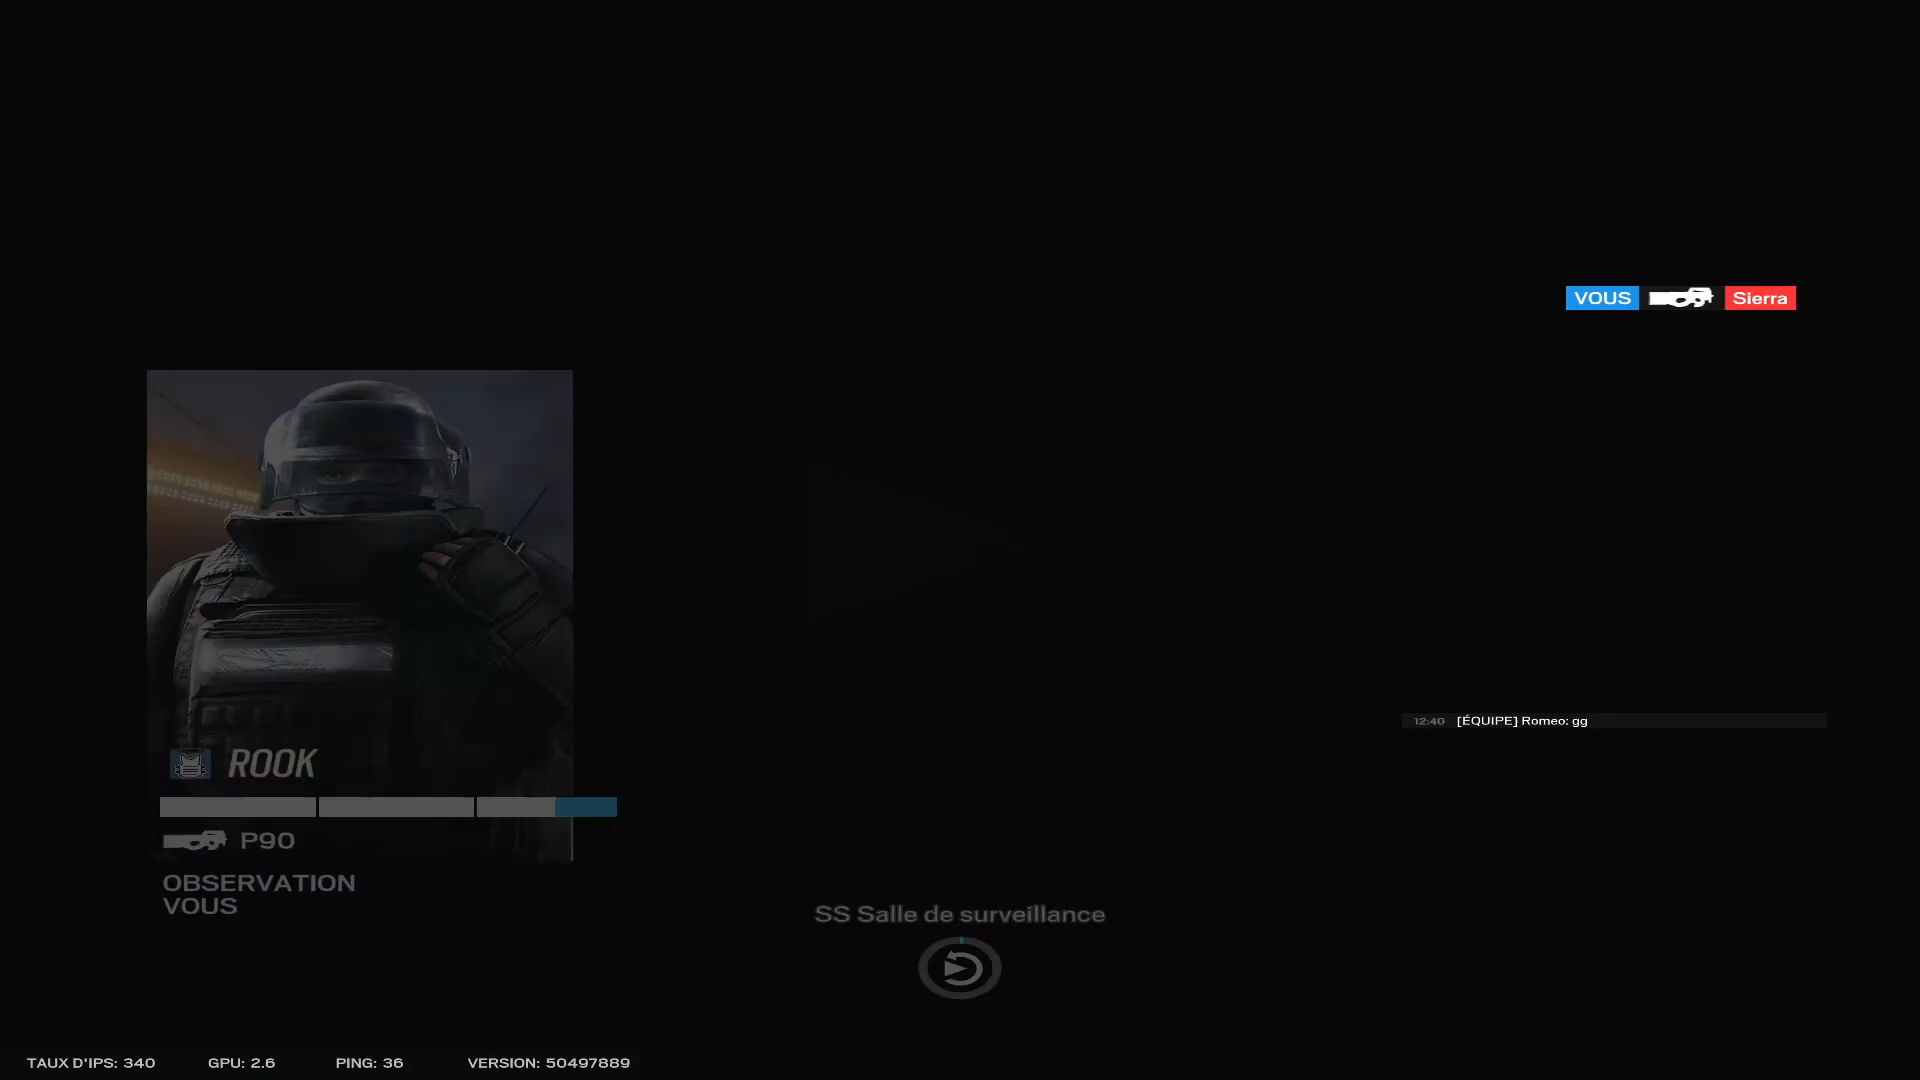 VOUS Sierra
12:40 [ÉQUIPE] Romeo: gg
ROOK
P90
OBSERVATION
VOUS
SS Salle de surveillance
TAUX D'IPS: 340 GPU: 2.6 PING: 36 VERSION: 50497889